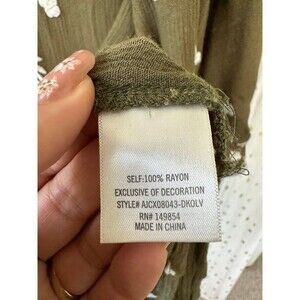 SELF:100% RAYON
EXCLUSIVE OF DECORATION
STYLE# AJCX08043-DKOLV
RN# 149854
MADE IN CHINA